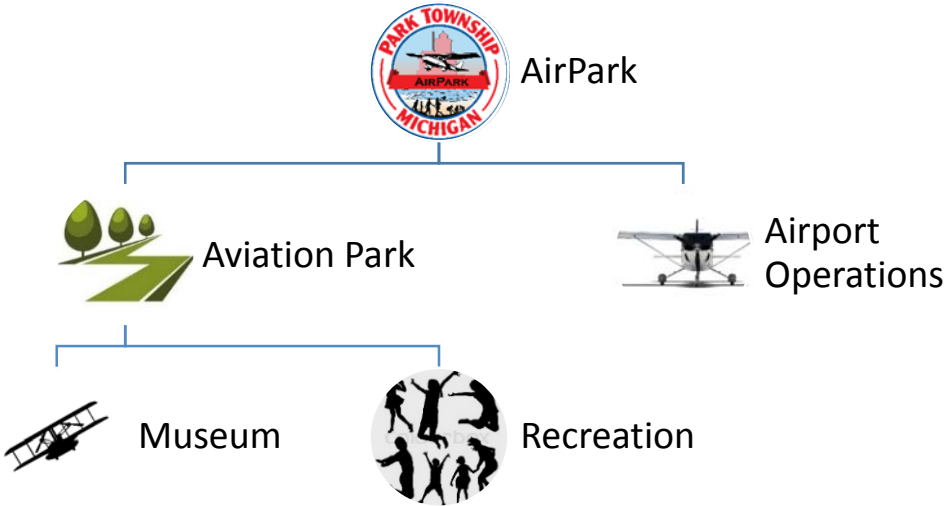 PARK TOWNSHIP
AIRPARK
MICHIGAN
AirPark
Aviation Park
Airport
Operations
Museum
Recreation